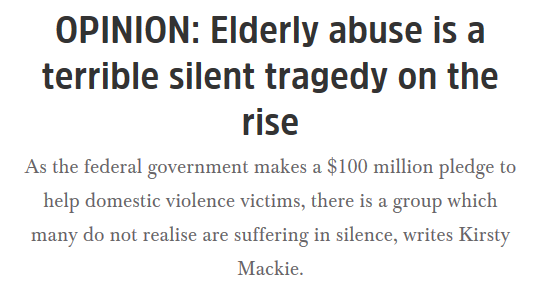 OPINION: Elderly abuse is a
terrible silent tragedy on the
rise
As the federal government makes a $100 million pledge to
help domestic violence victims, there is a group which
many do not realise are suffering in silence, writes Kirsty
Mackie.